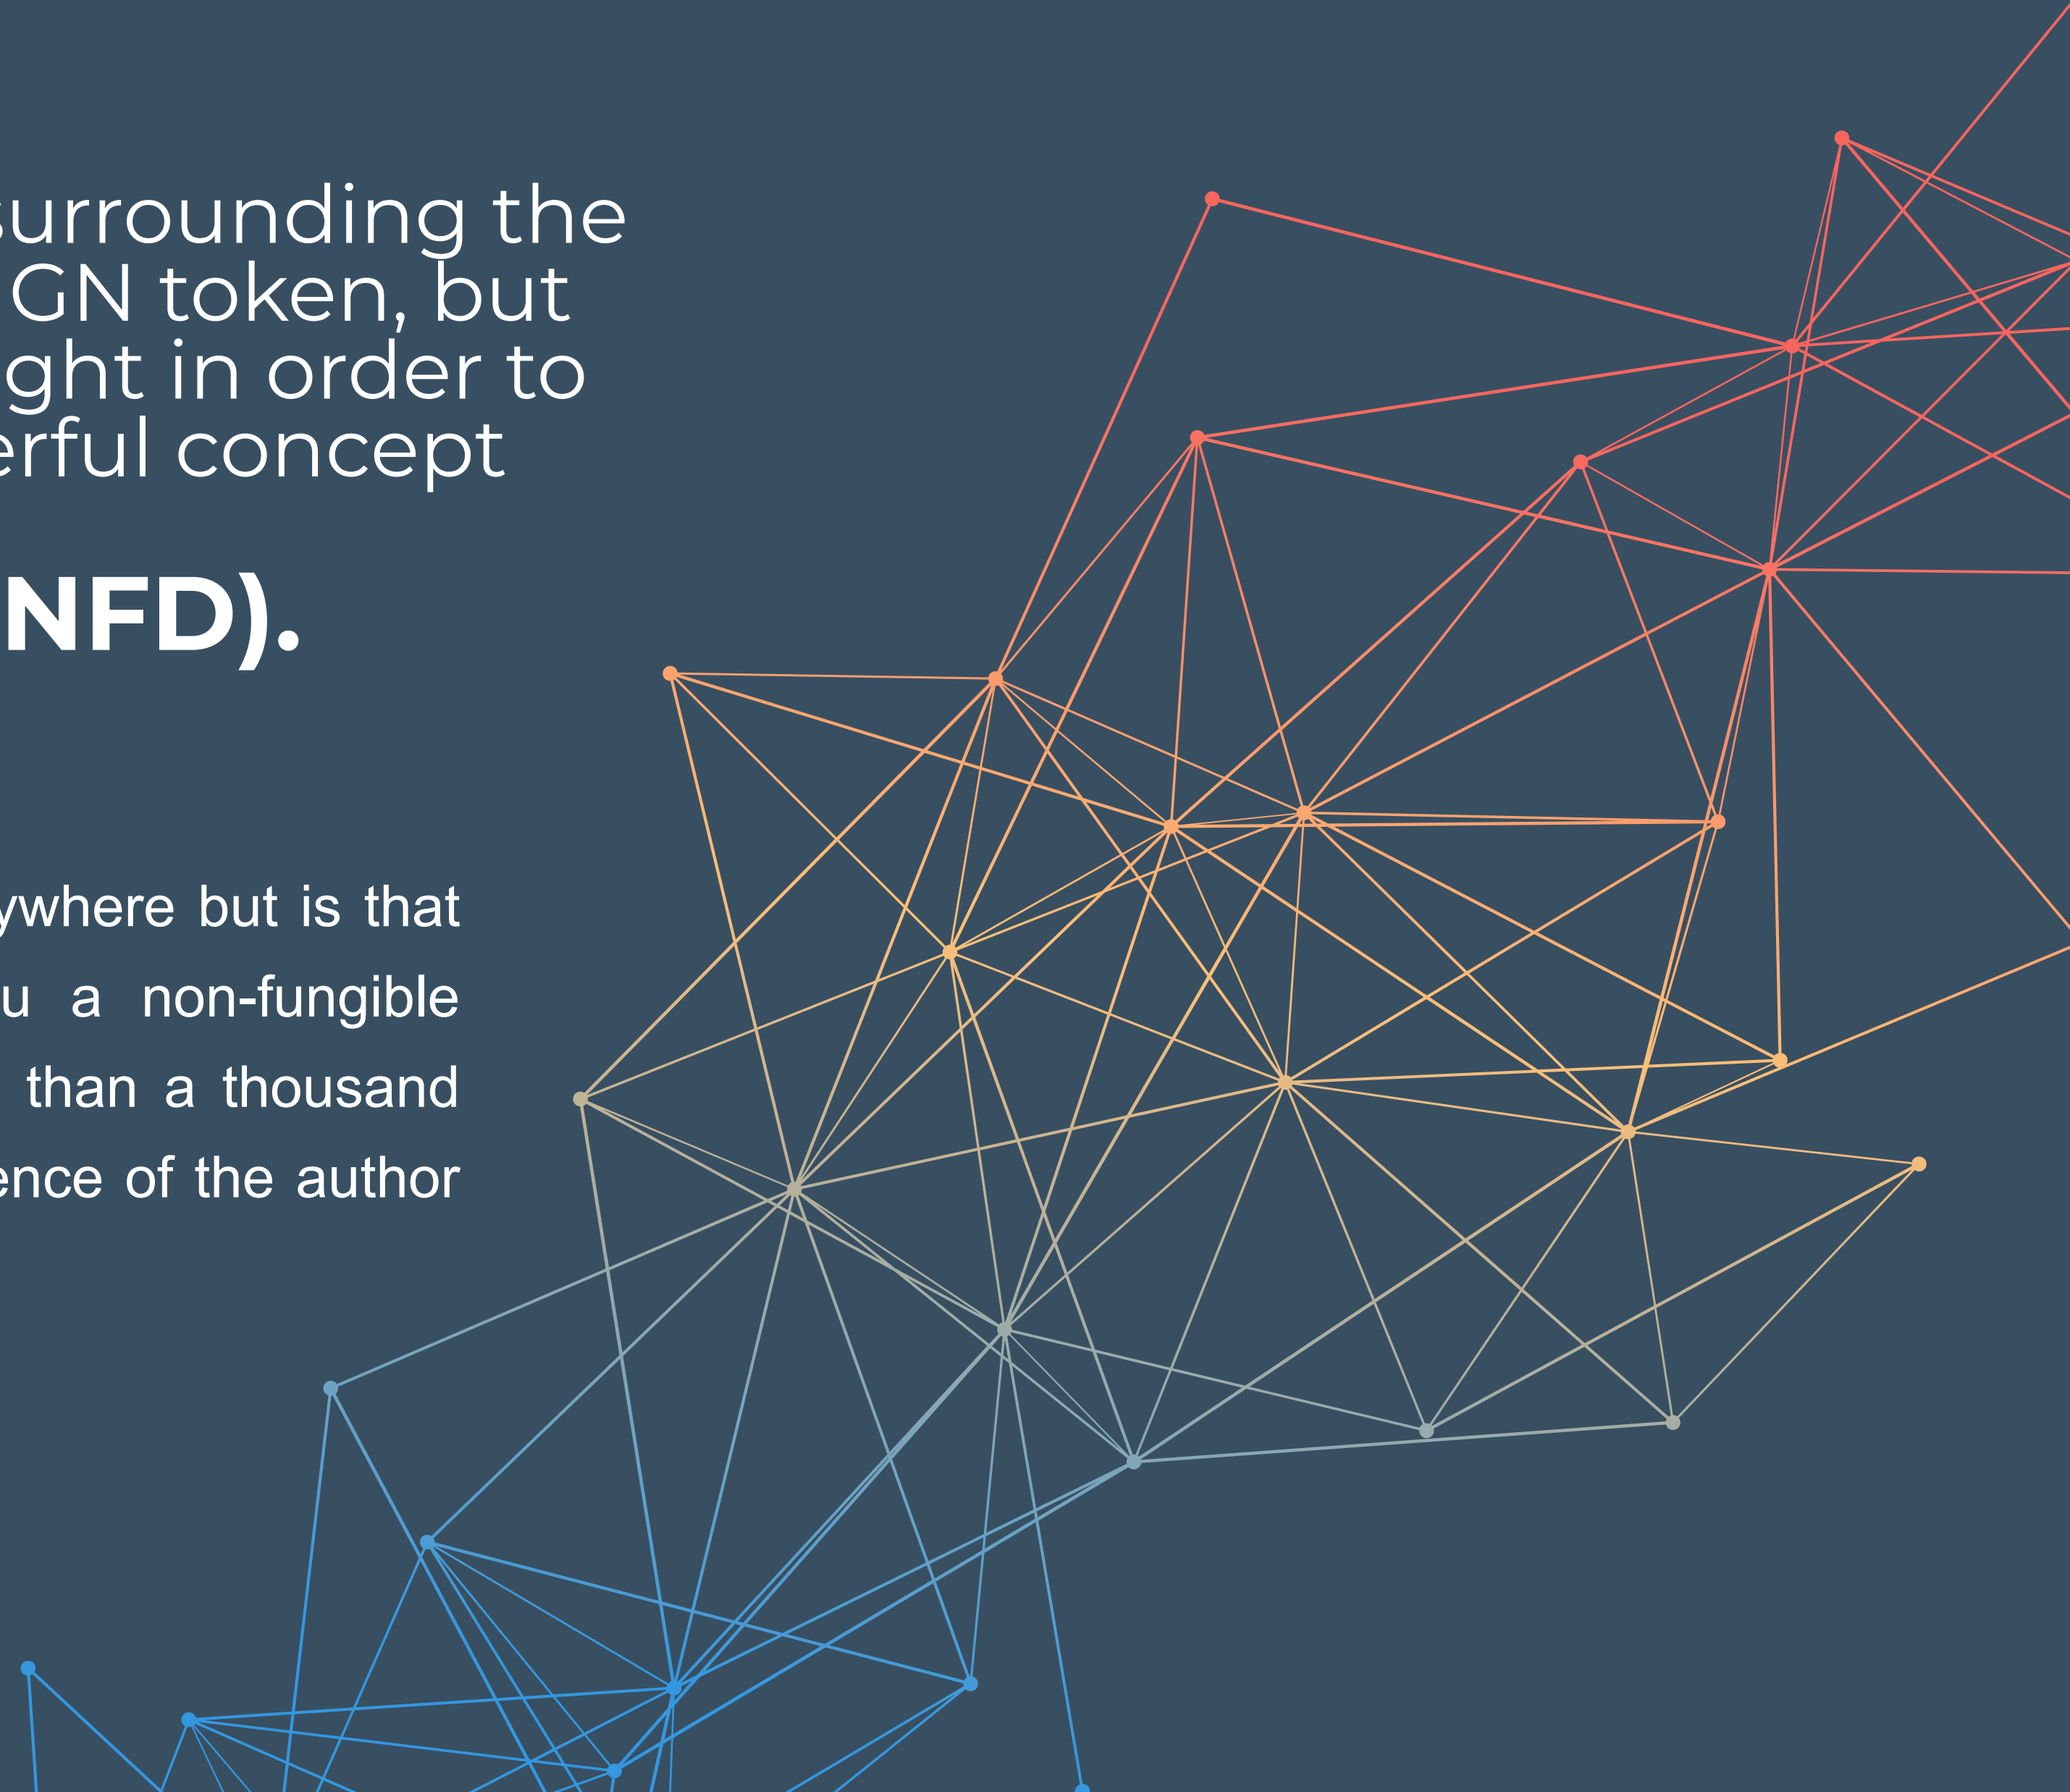 surrounding the
GN token, but
ght in order to
erful concept
NFD).
ywhere but is that
u a non-fungible
than a thousand
ence of the author